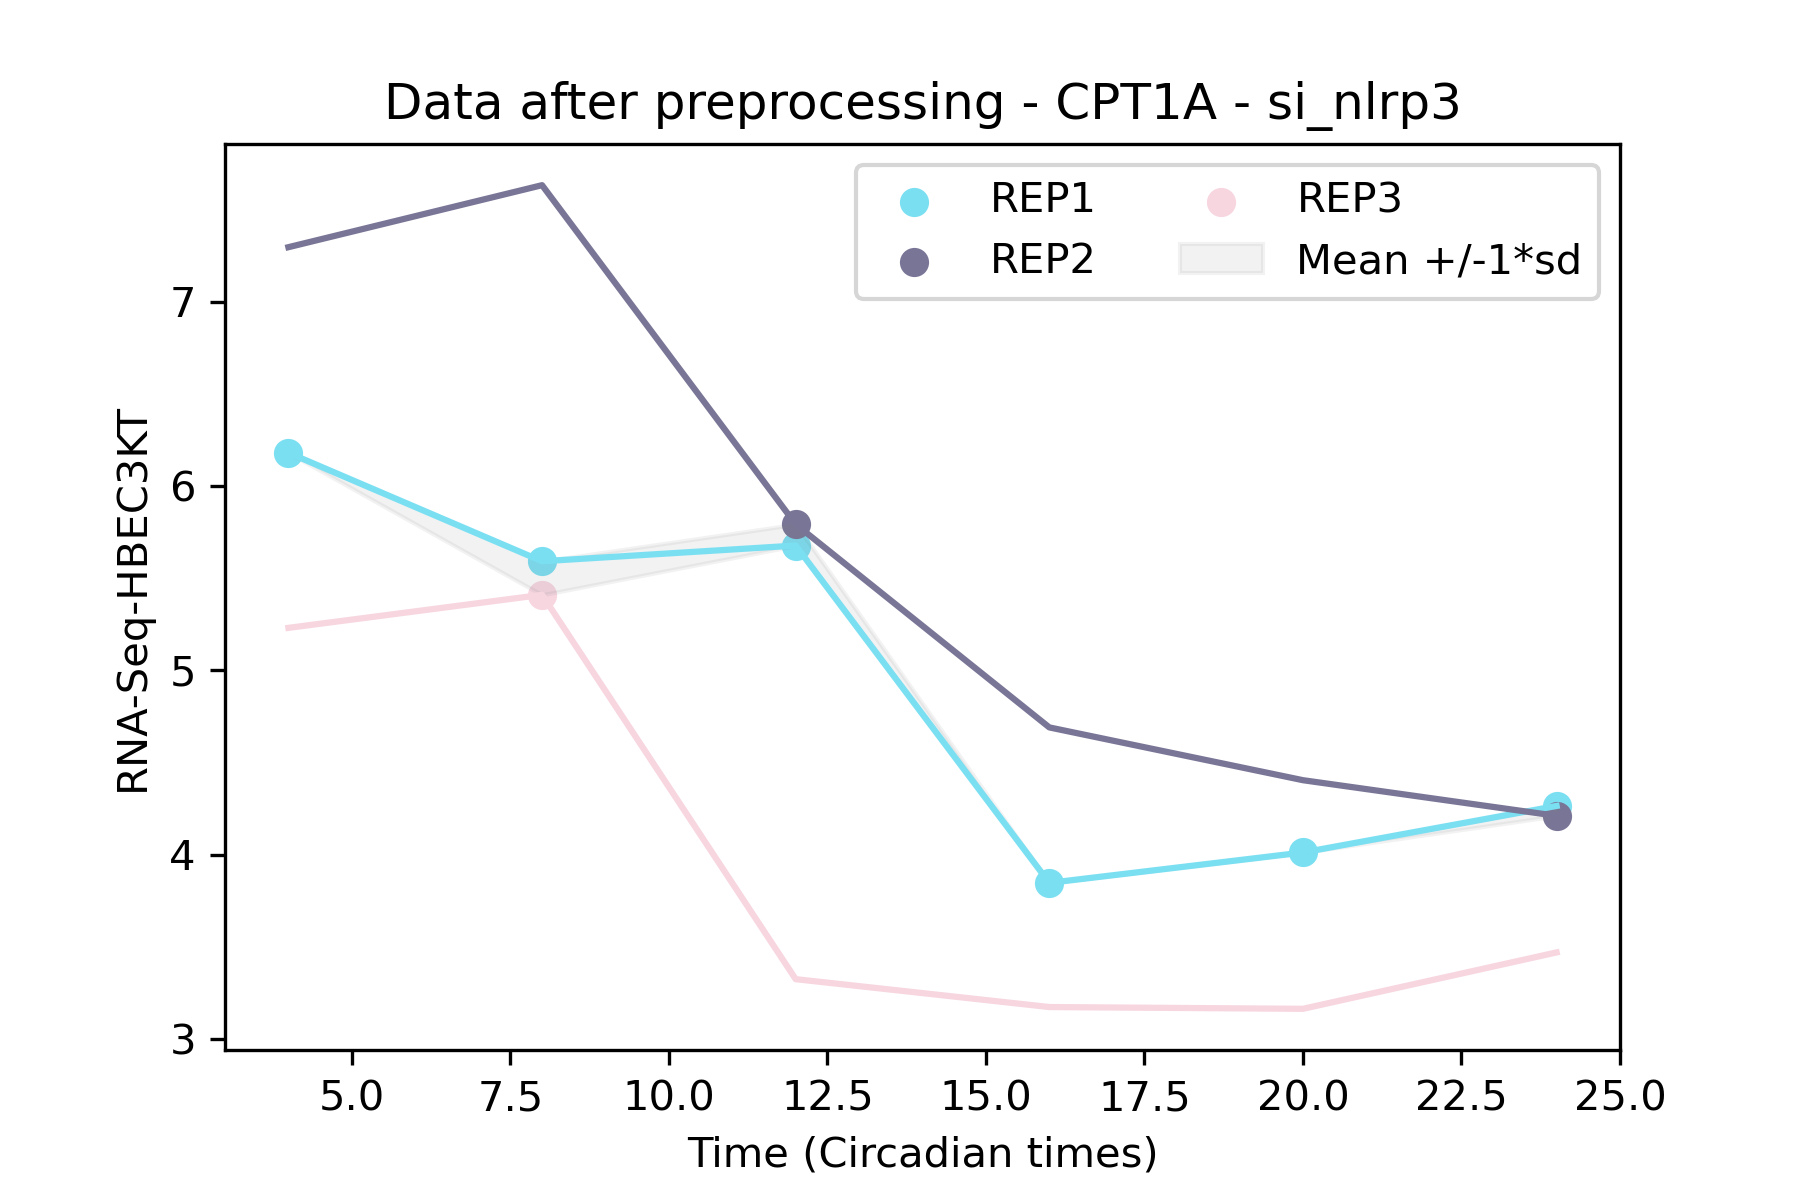 Data after preprocessing - CPT1A - si_nlrp3
REP1
REP2
REP3
Mean +/-1*sd
RNA-Seq-HBEC3KT
7
6
5
4
3
5.0 7.5 10.0 12.5 15.0 17.5 20.0 22.5 25.0
Time (Circadian times)